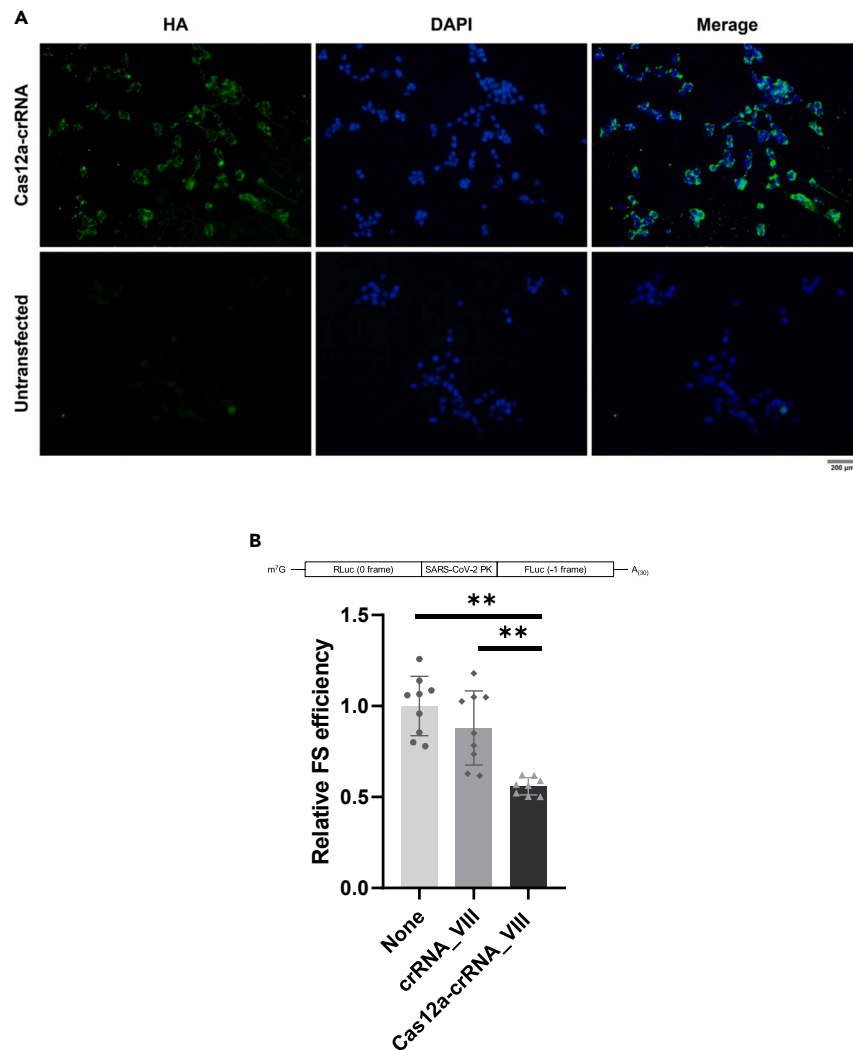 A
HA DAPI Merage
Cas12a-crRNA
Untransfected
200 µm
B
m⁷G RLuc (0 frame) SARS-CoV-2 PK FLuc (-1 frame) A₍₃₀₎
**
**
Relative FS efficiency
1.5
1.0
0.5
0.0
None
crRNA_VIII
Cas12a-crRNA_VIII